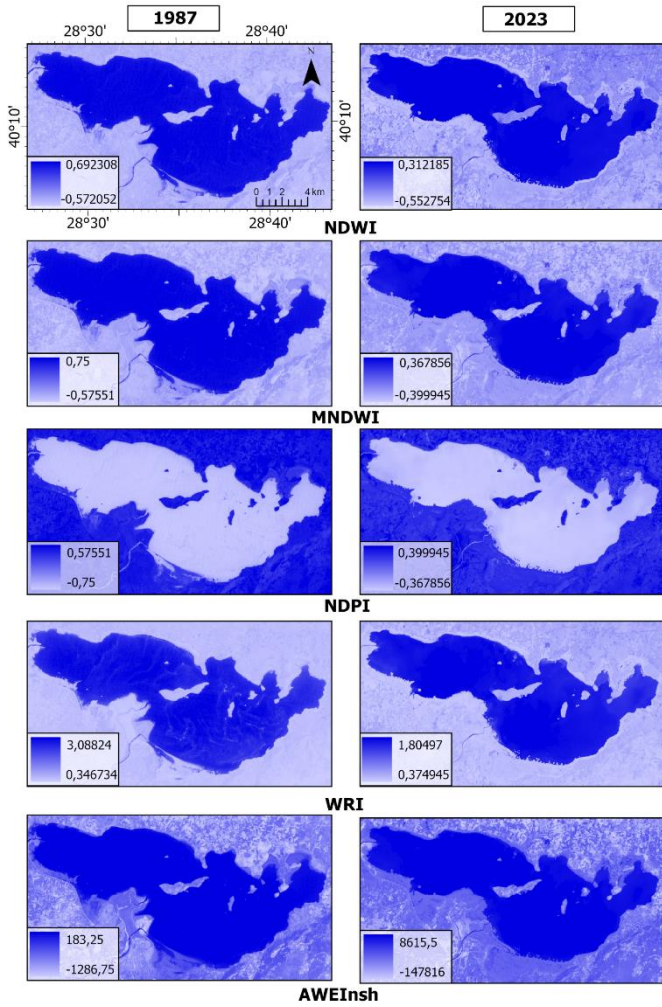 1987 2023
28°30' 28°40'
N
40°10' 40°10'
0,692308 0,312185
-0,572052 -0,552754
0 1 2 4 km
28°30' 28°40'
NDWI
0,75 0,367856
-0,57551 -0,399945
MNDWI
0,57551 0,399945
-0,75 -0,367856
NDPI
3,08824 1,80497
0,346734 0,374945
WRI
183,25 8615,5
-1286,75 -147816
AWEInsh